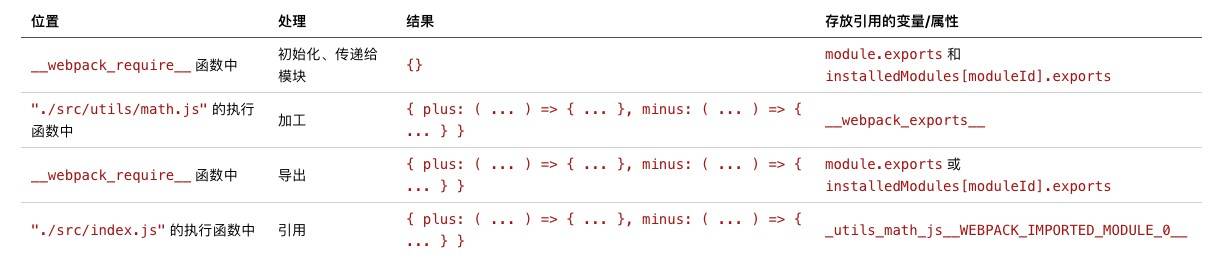 位置 处理 结果 存放引用的变量/属性
__webpack_require__ 函数中 初始化、传递给 {} module.exports 和
模块 installedModules[moduleId].exports
"./src/utils/math.js" 的执行 加工 { plus: ( ... ) => { ... }, minus: ( ... ) => { __webpack_exports__
函数中 ... } }
__webpack_require__ 函数中 导出 { plus: ( ... ) => { ... }, minus: ( ... ) => { module.exports 或
... } } installedModules[moduleId].exports
"./src/index.js" 的执行函数中 引用 { plus: ( ... ) => { ... }, minus: ( ... ) => { _utils_math_js__WEBPACK_IMPORTED_MODULE_0__
... } }